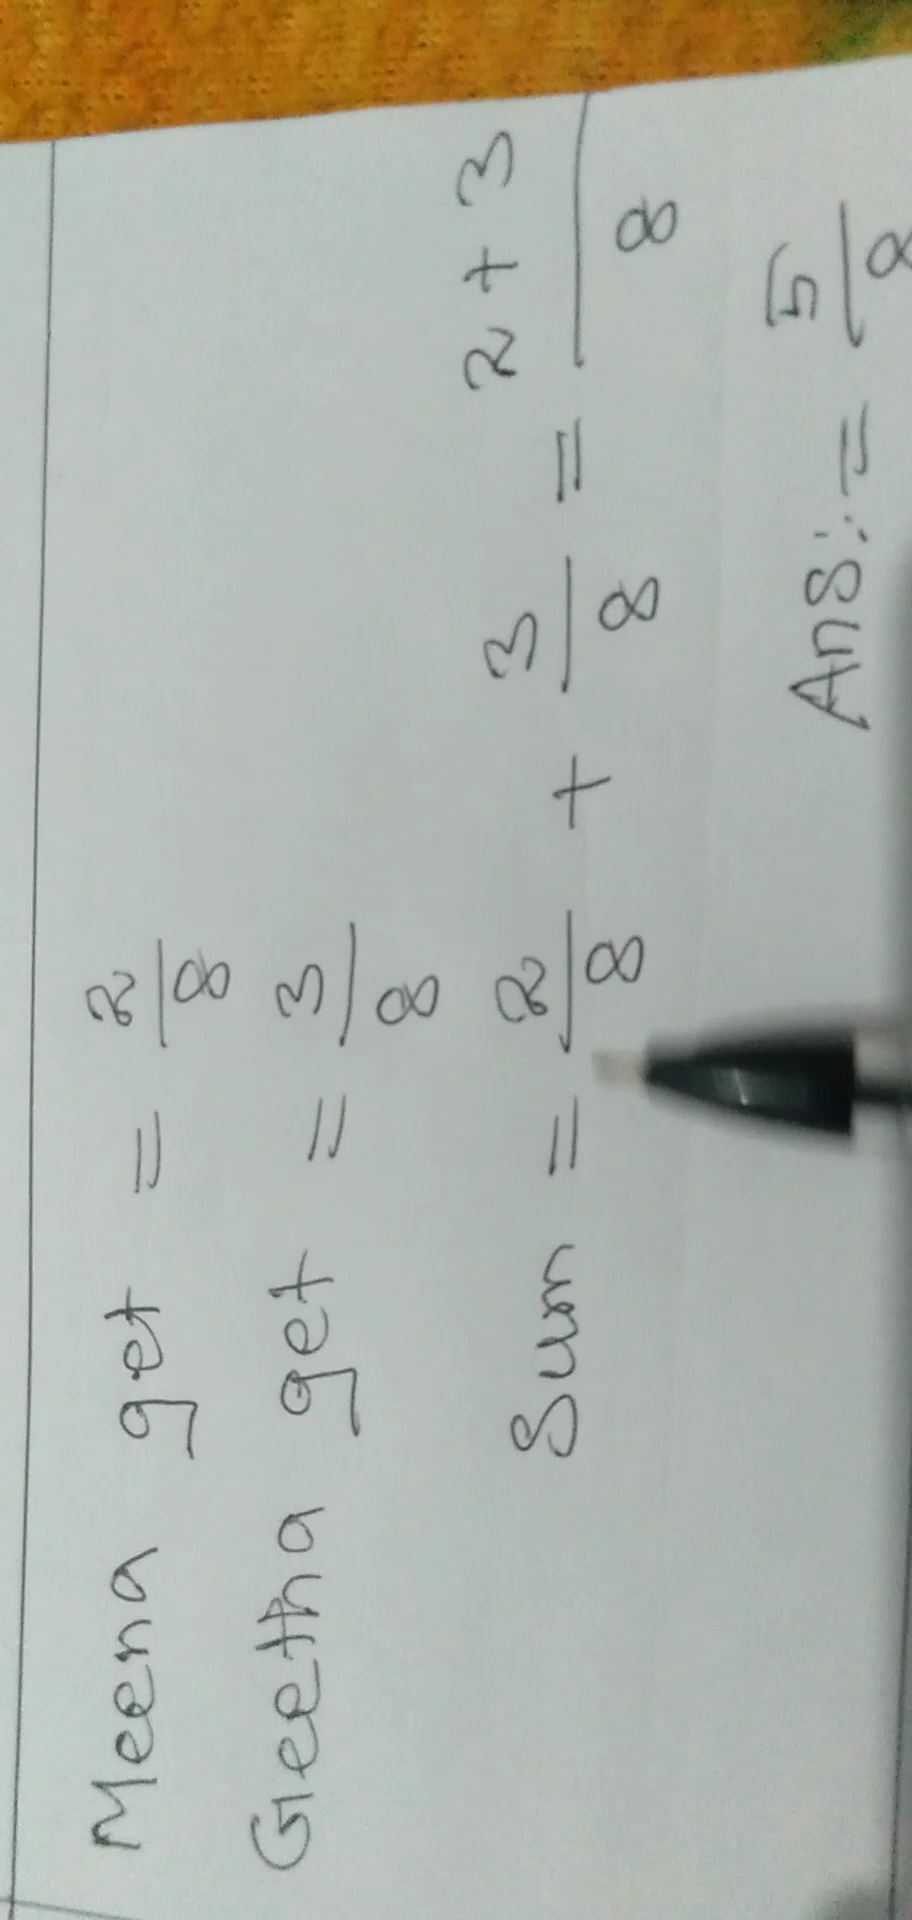 Meena get = 2/8
Geetha get = 3/8
Sum = 2/8 + 3/8 = 2 + 3/8
Ans:- = 5/8